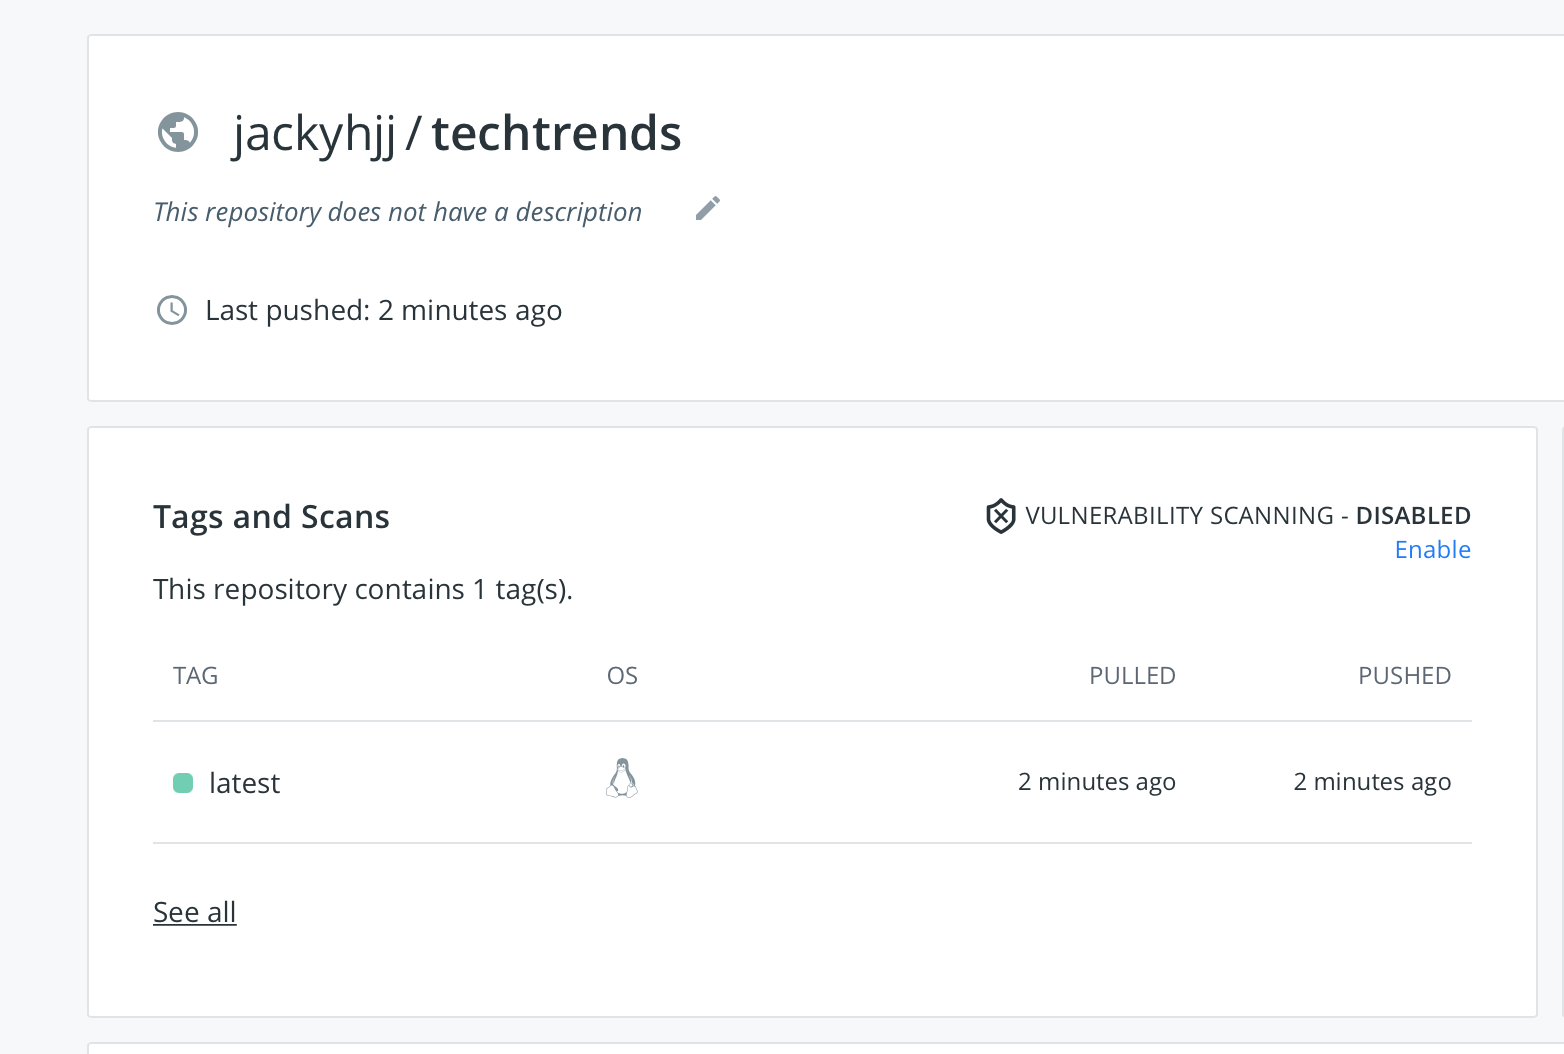 jackyhjj / techtrends
This repository does not have a description
Last pushed: 2 minutes ago
Tags and Scans
VULNERABILITY SCANNING - DISABLED
Enable
This repository contains 1 tag(s).
TAG OS PULLED PUSHED
latest 2 minutes ago 2 minutes ago
See all